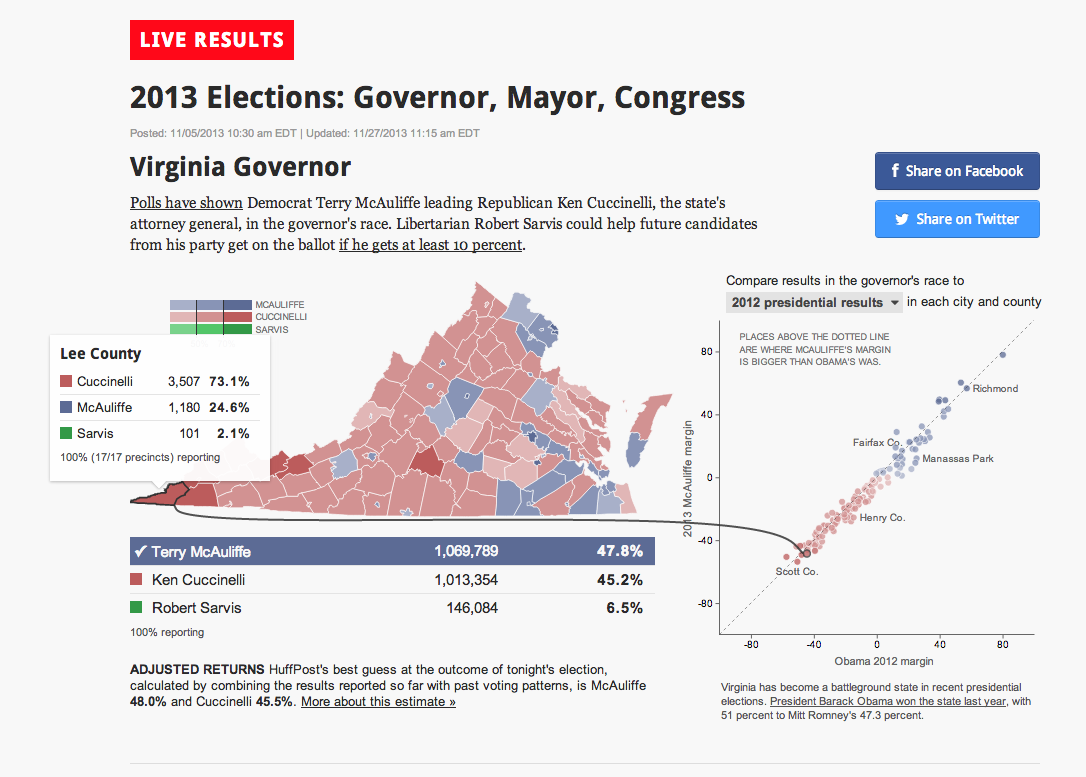 LIVE RESULTS
2013 Elections: Governor, Mayor, Congress
Posted: 11/05/2013 10:30 am EDT | Updated: 11/27/2013 11:15 am EDT
Virginia Governor
Polls have shown Democrat Terry McAuliffe leading Republican Ken Cuccinelli, the state's
attorney general, in the governor's race. Libertarian Robert Sarvis could help future candidates
from his party get on the ballot if he gets at least 10 percent.
f Share on Facebook
Share on Twitter
MCAULIFFE
CUCCINELLI
SARVIS
Lee County
Cuccinelli 3,507 73.1%
McAuliffe 1,180 24.6%
Sarvis 101 2.1%
100% (17/17 precincts) reporting
✓ Terry McAuliffe 1,069,789 47.8%
Ken Cuccinelli 1,013,354 45.2%
Robert Sarvis 146,084 6.5%
100% reporting
ADJUSTED RETURNS HuffPost's best guess at the outcome of tonight's election,
calculated by combining the results reported so far with past voting patterns, is McAuliffe
48.0% and Cuccinelli 45.5%. More about this estimate »
Compare results in the governor's race to
2012 presidential results in each city and county
PLACES ABOVE THE DOTTED LINE
ARE WHERE MCAULIFFE'S MARGIN
IS BIGGER THAN OBAMA'S WAS.
80
40
0
-40
-80
2013 McAuliffe margin
Richmond
Fairfax Co.
Manassas Park
Henry Co.
Scott Co.
-80 -40 0 40 80
Obama 2012 margin
Virginia has become a battleground state in recent presidential
elections. President Barack Obama won the state last year, with
51 percent to Mitt Romney's 47.3 percent.